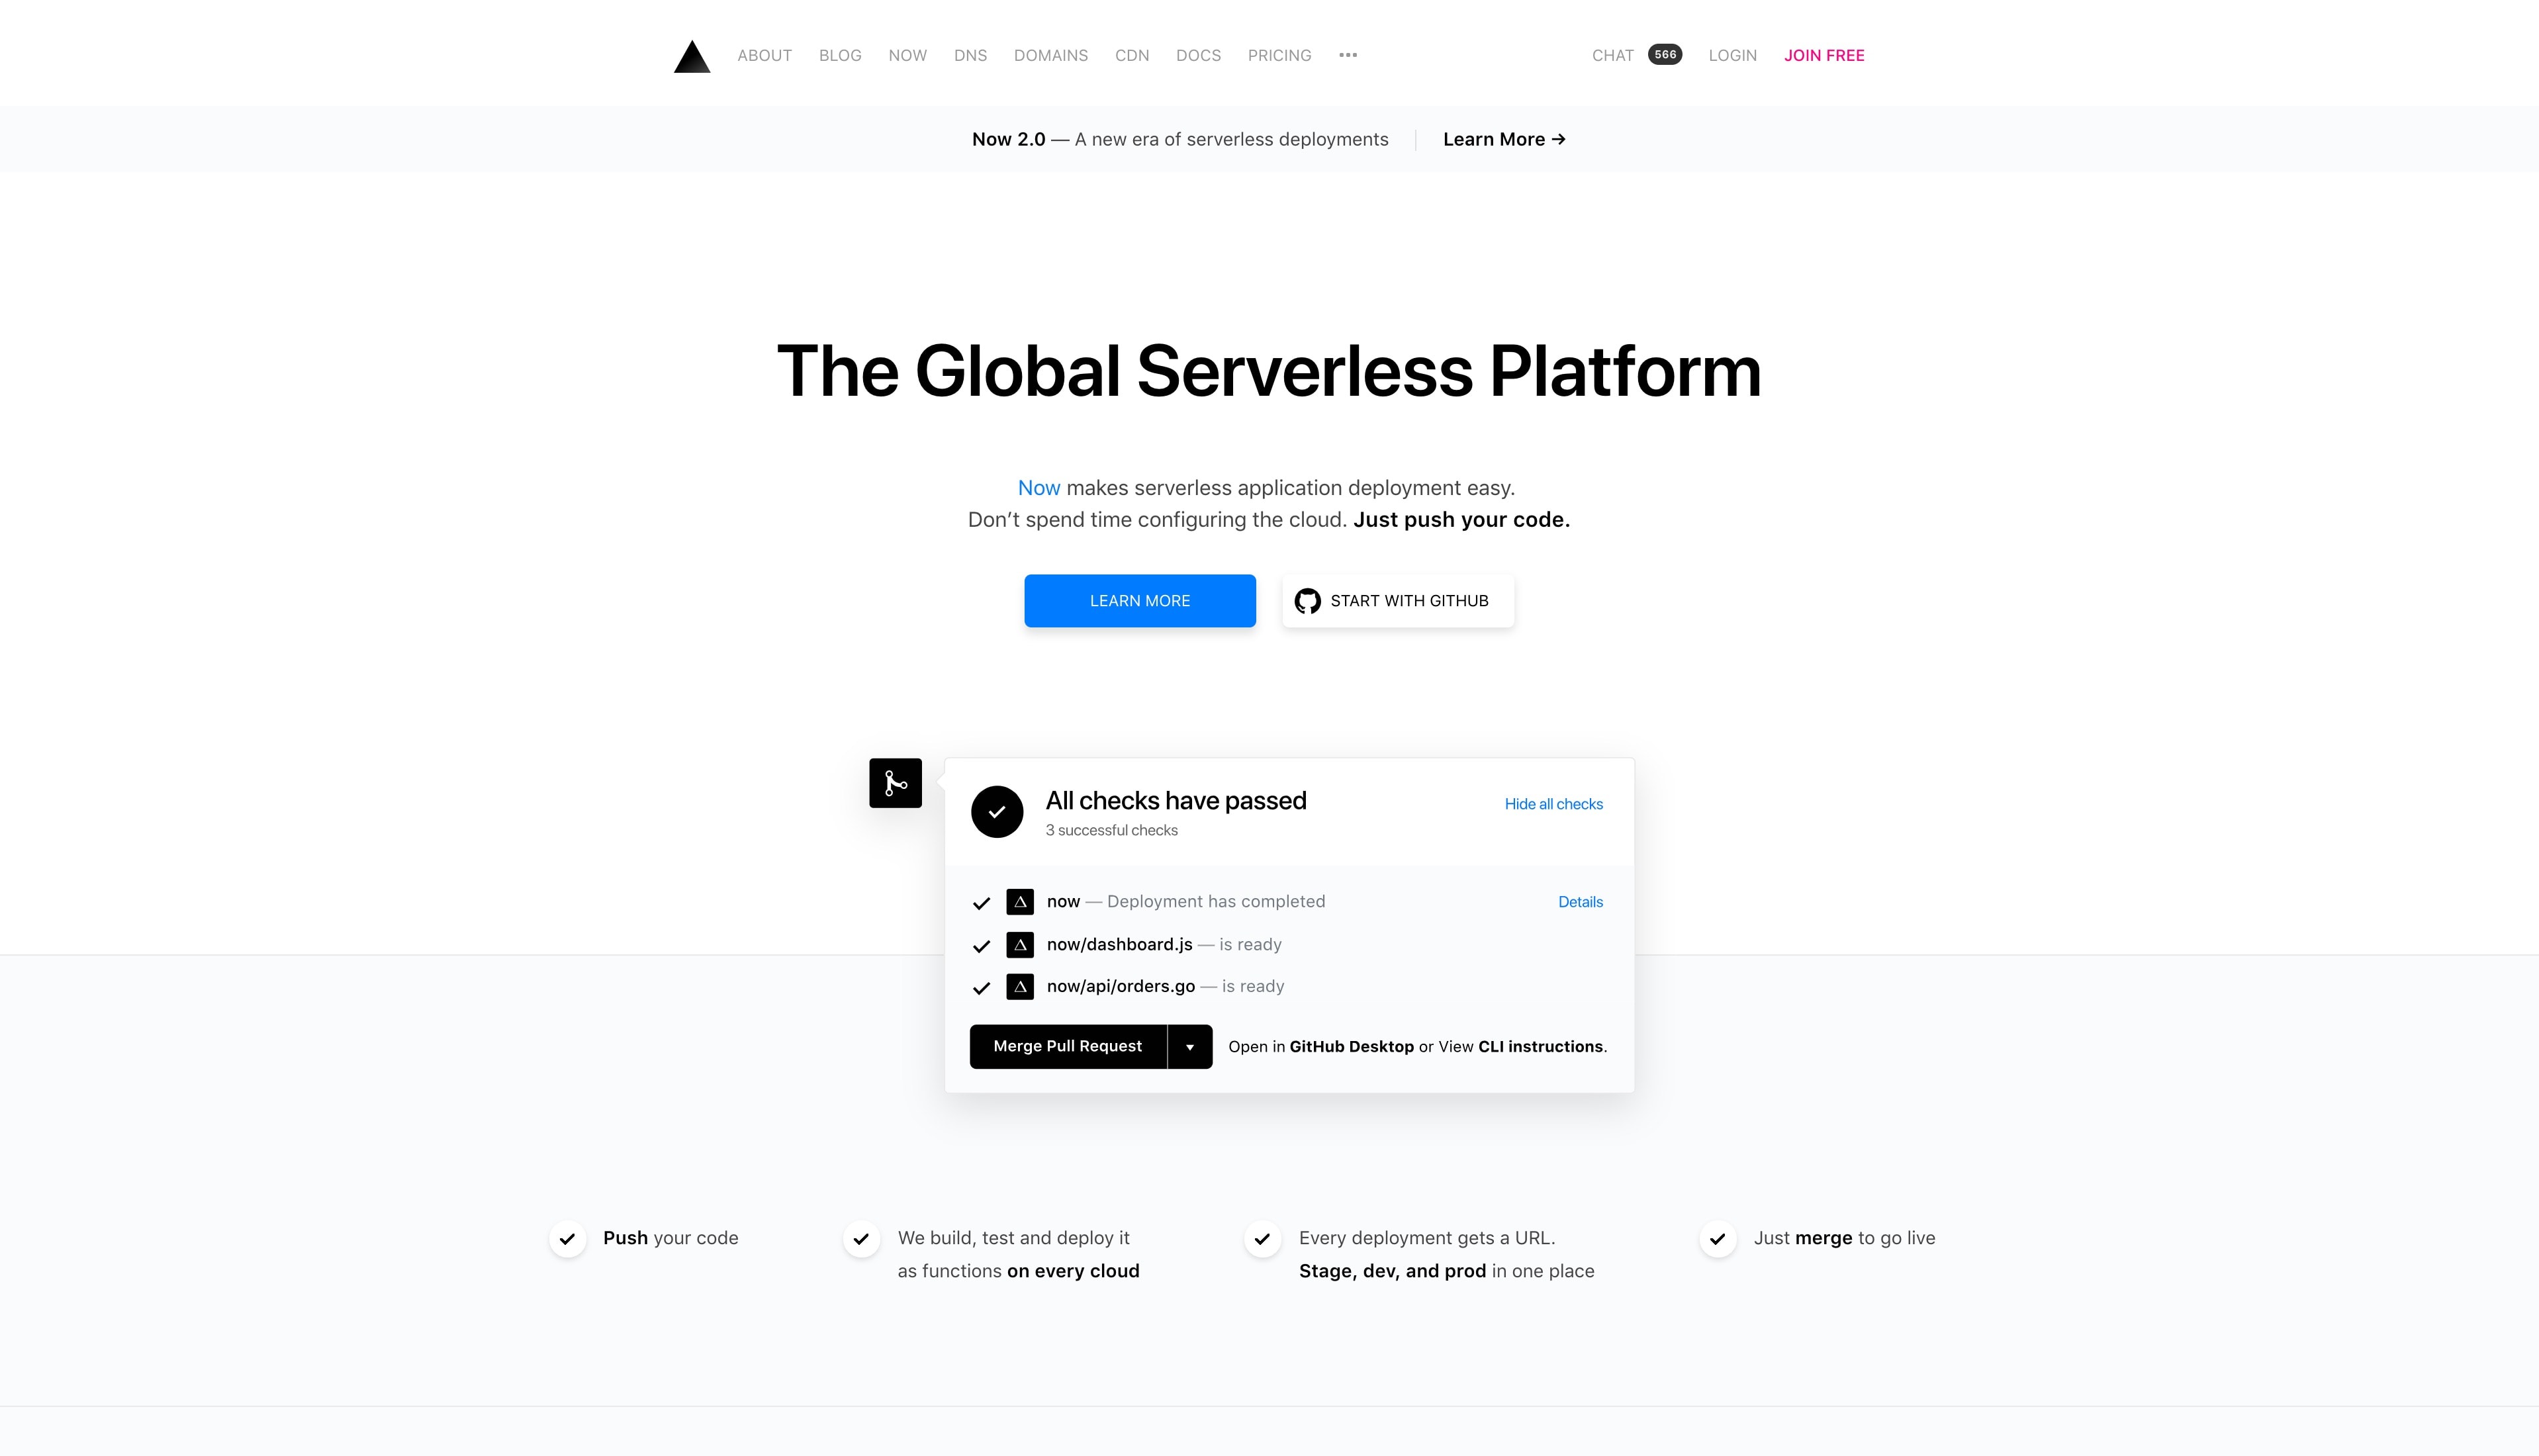 ABOUT BLOG NOW DNS DOMAINS CDN DOCS PRICING CHAT 566 LOGIN JOIN FREE
Now 2.0 — A new era of serverless deployments Learn More →
The Global Serverless Platform
Now makes serverless application deployment easy.
Don’t spend time configuring the cloud. Just push your code.
LEARN MORE START WITH GITHUB
All checks have passed
Hide all checks
3 successful checks
now — Deployment has completed Details
now/dashboard.js — is ready
now/api/orders.go — is ready
Merge Pull Request Open in GitHub Desktop or View CLI instructions.
Push your code
We build, test and deploy it
as functions on every cloud
Every deployment gets a URL.
Stage, dev, and prod in one place
Just merge to go live